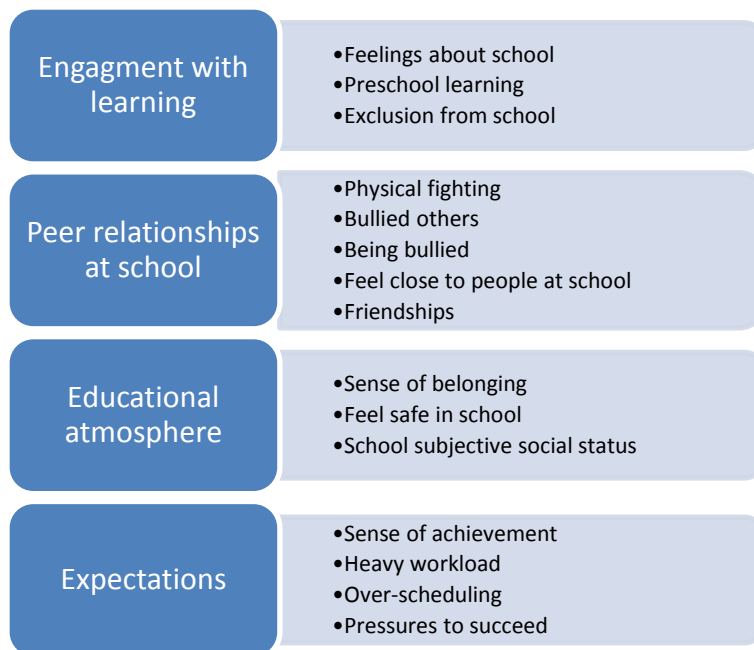 Engagment with
learning
•Feelings about school
•Preschool learning
•Exclusion from school
Peer relationships
at school
•Physical fighting
•Bullied others
•Being bullied
•Feel close to people at school
•Friendships
Educational
atmosphere
•Sense of belonging
•Feel safe in school
•School subjective social status
Expectations
•Sense of achievement
•Heavy workload
•Over-scheduling
•Pressures to succeed